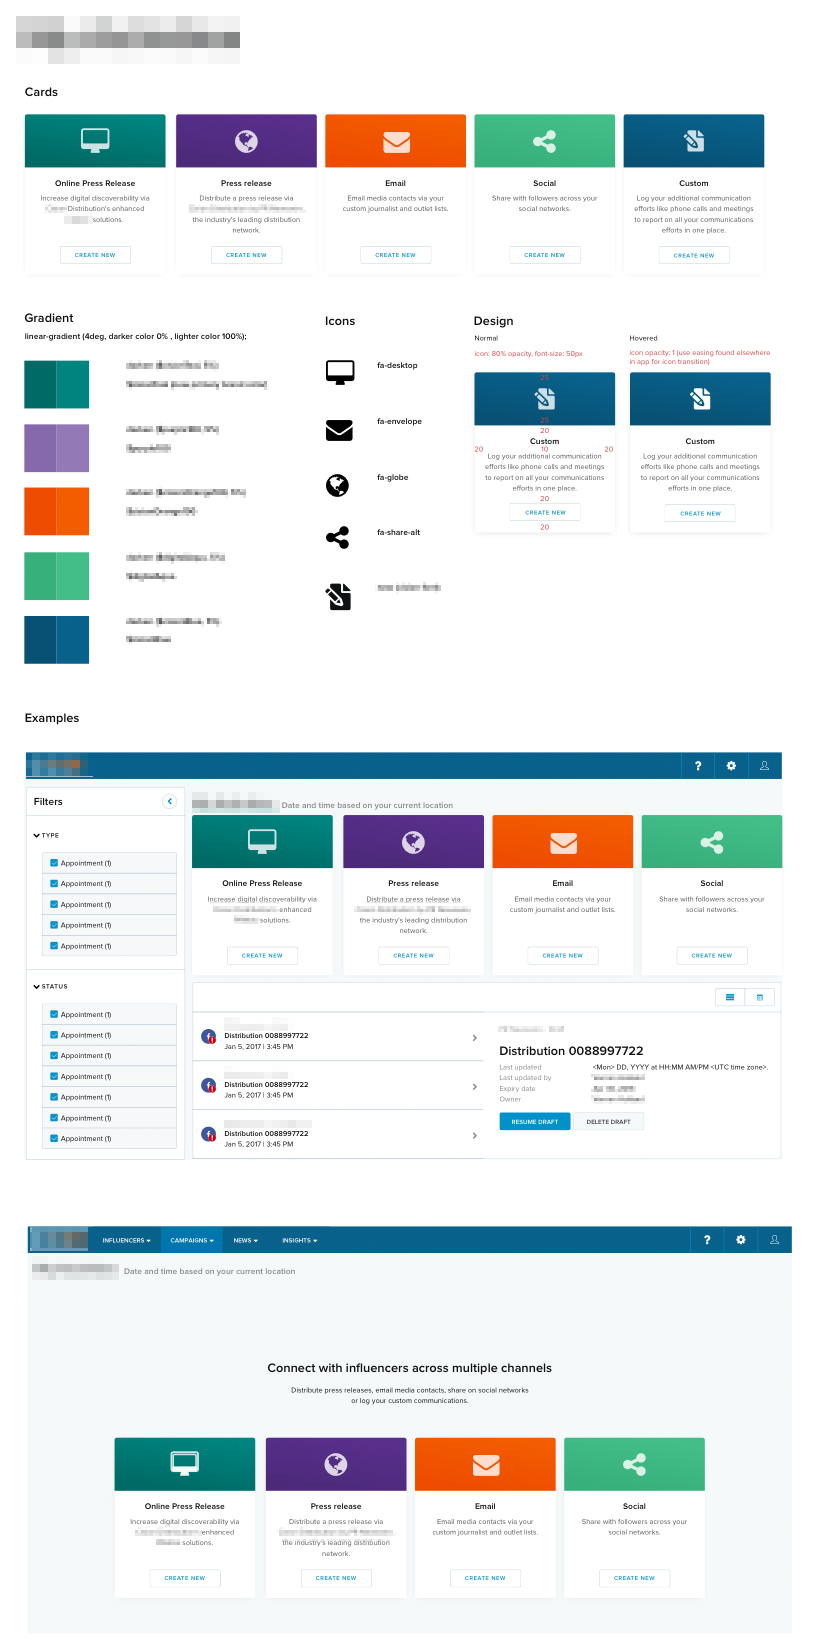 Cards
Online Press Release
Increase digital discoverability via
Distribution's enhanced
solutions.
CREATE NEW
Press release
Distribute a press release via
the industry's leading distribution
network.
CREATE NEW
Email
Email media contacts via your
custom journalist and outlet lists.
CREATE NEW
Social
Share with followers across your
social networks.
CREATE NEW
Custom
Log your additional communication
efforts like phone calls and meetings
to report on all your communications
efforts in one place.
CREATE NEW
Gradient
linear-gradient (4deg, darker color 0% , lighter color 100%);
Icons
fa-desktop
fa-envelope
fa-globe
fa-share-alt
Design
Normal
icon: 80% opacity, font-size: 50px
25
25
20
Custom
20 10 20
Log your additional communication
efforts like phone calls and meetings
to report on all your communications
efforts in one place.
20
CREATE NEW
20
Hovered
icon opacity: 1 (use easing found elsewhere
in app for icon transition)
Custom
Log your additional communication
efforts like phone calls and meetings
to report on all your communications
efforts in one place.
CREATE NEW
Examples
?
Filters
TYPE
Appointment (1)
Appointment (1)
Appointment (1)
Appointment (1)
Appointment (1)
STATUS
Appointment (1)
Appointment (1)
Appointment (1)
Appointment (1)
Appointment (1)
Appointment (1)
Appointment (1)
Date and time based on your current location
Online Press Release
Increase digital discoverability via
enhanced
solutions.
CREATE NEW
Press release
Distribute a press release via
the industry's leading distribution
network.
CREATE NEW
Email
Email media contacts via your
custom journalist and outlet lists.
CREATE NEW
Social
Share with followers across your
social networks.
CREATE NEW
Distribution 0088997722
Jan 5, 2017 | 3:45 PM
Distribution 0088997722
Jan 5, 2017 | 3:45 PM
Distribution 0088997722
Jan 5, 2017 | 3:45 PM
Distribution 0088997722
Last updated <Mon> DD, YYYY at HH:MM AM/PM <UTC time zone>.
Last updated by
Expiry date
Owner
RESUME DRAFT DELETE DRAFT
INFLUENCERS CAMPAIGNS NEWS INSIGHTS ?
Date and time based on your current location
Connect with influencers across multiple channels
Distribute press releases, email media contacts, share on social networks
or log your custom communications.
Online Press Release
Increase digital discoverability via
enhanced
solutions.
CREATE NEW
Press release
Distribute a press release via
the industry's leading distribution
network.
CREATE NEW
Email
Email media contacts via your
custom journalist and outlet lists.
CREATE NEW
Social
Share with followers across your
social networks.
CREATE NEW